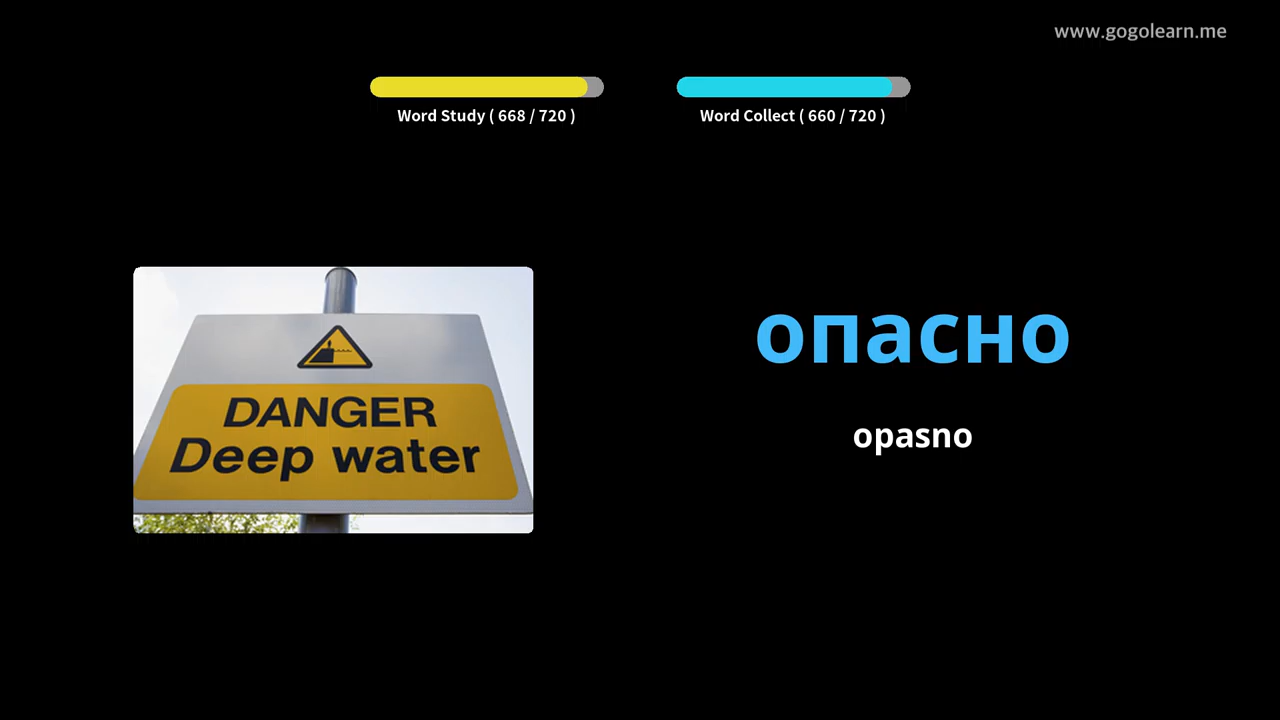 www.gogolearn.me
Word Study ( 668 / 720 )
Word Collect ( 660 / 720 )
DANGER
Deep water
опасно
opasno